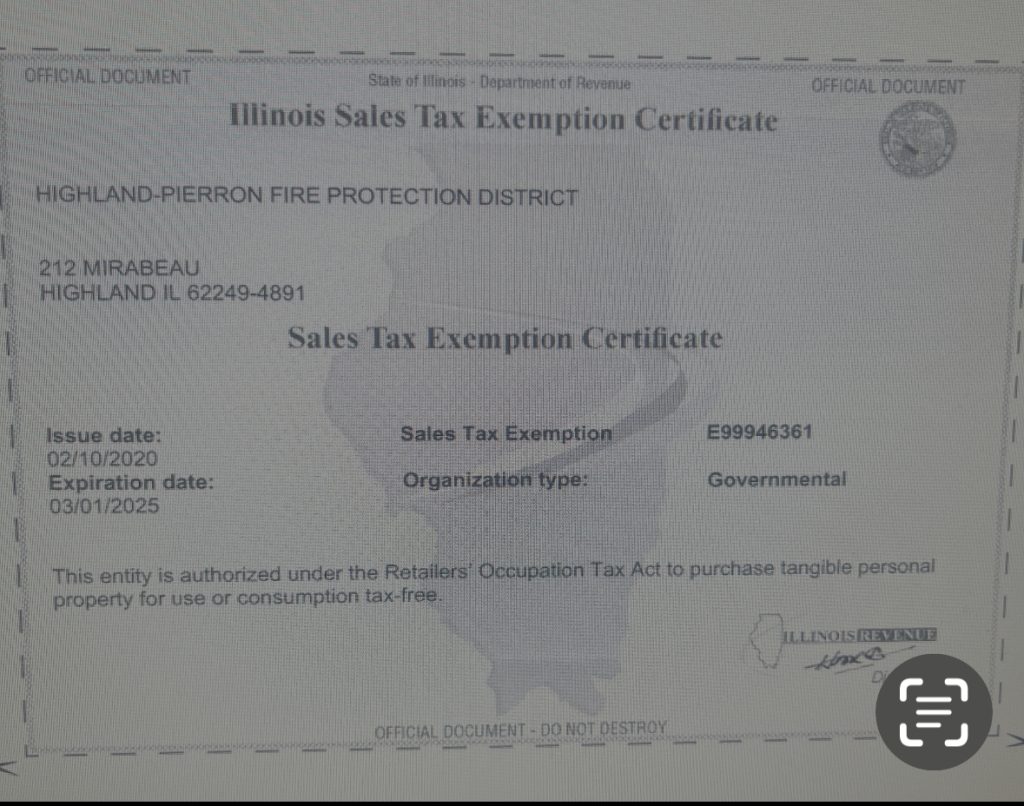 OFFICIAL DOCUMENT
State of Illinois - Department of Revenue
OFFICIAL DOCUMENT
Illinois Sales Tax Exemption Certificate
HIGHLAND-PIERRON FIRE PROTECTION DISTRICT
212 MIRABEAU
HIGHLAND IL 62249-4891
Sales Tax Exemption Certificate
Issue date:
02/10/2020
Sales Tax Exemption
E99946361
Expiration date:
03/01/2025
Organization type:
Governmental
This entity is authorized under the Retailers' Occupation Tax Act to purchase tangible personal
property for use or consumption tax-free.
ILLINOIS REVENUE
OFFICIAL DOCUMENT - DO NOT DESTROY